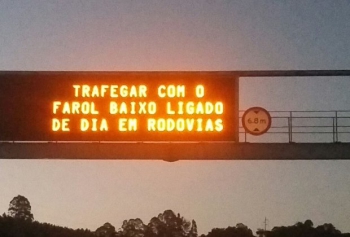 TRAFEGAR COM O
FAROL BAIXO LIGADO
DE DIA EM RODOVIAS